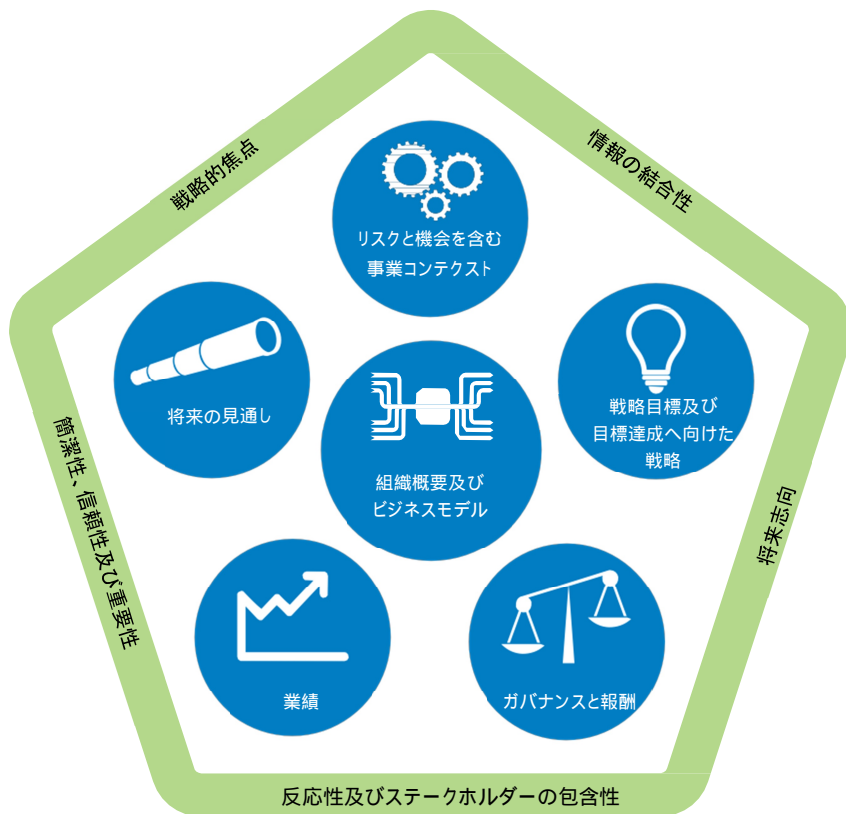 戦略的焦点
情報の結合性
リスクと機会を含む
事業コンテクスト
将来の見通し
戦略目標及び
目標達成へ向けた
戦略
組織概要及び
ビジネスモデル
簡潔性、信頼性及び重要性
将来志向
業績
ガバナンスと報酬
反応性及びステークホルダーの包含性